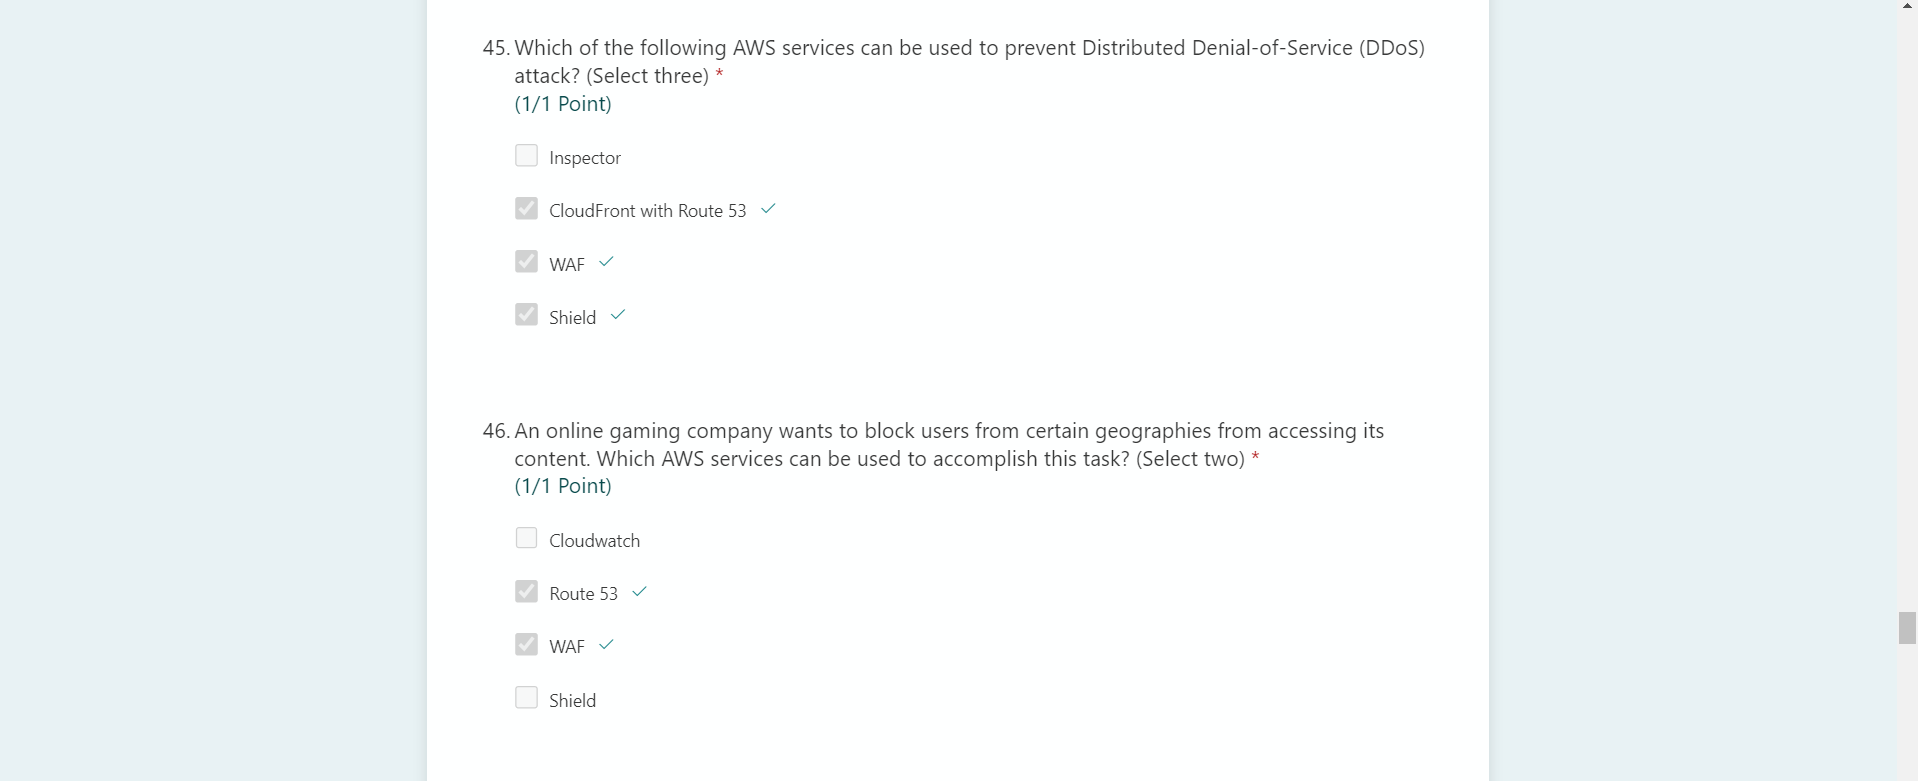 45. Which of the following AWS services can be used to prevent Distributed Denial-of-Service (DDoS)
attack? (Select three) *
(1/1 Point)
Inspector
CloudFront with Route 53
WAF
Shield
46. An online gaming company wants to block users from certain geographies from accessing its
content. Which AWS services can be used to accomplish this task? (Select two) *
(1/1 Point)
Cloudwatch
Route 53
WAF
Shield